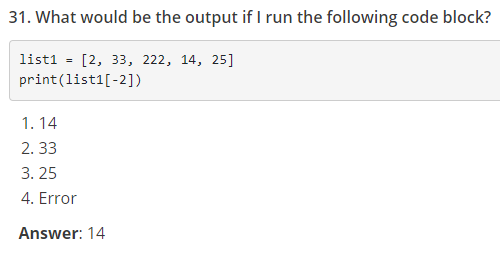 31. What would be the output if I run the following code block?
list1 = [2, 33, 222, 14, 25]
print(list1[-2])
1. 14
2. 33
3. 25
4. Error
Answer: 14